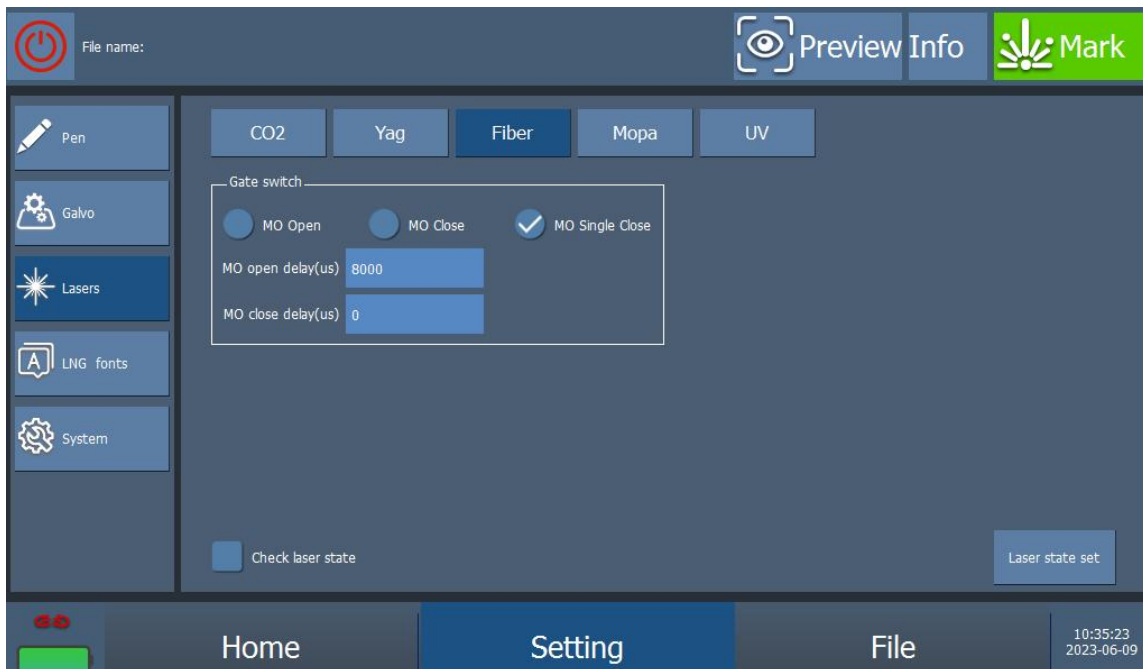 File name:
Preview
Info
Mark
Pen
Galvo
Lasers
A
LNG fonts
System
CO2
Yag
Fiber
Mopa
UV
Gate switch
MO Open
MO Close
MO Single Close
MO open delay(us) 8000
MO close delay(us) 0
Check laser state
Laser state set
Home
Setting
File
10:35:23
2023-06-09